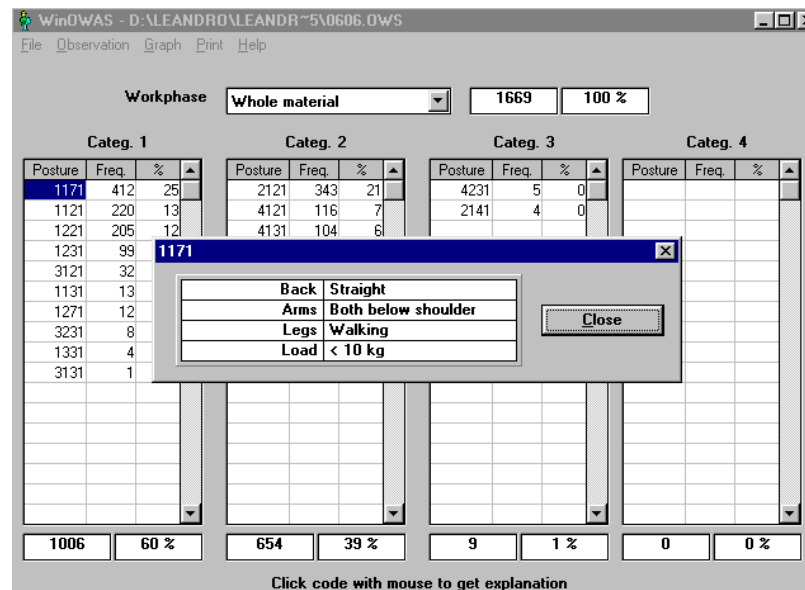 WinOWAS - D:\LEANDRO\LEANDR~5\0606.OWS
File Observation Graph Print Help
Workphase Whole material 1669 100 %
Categ. 1 Categ. 2 Categ. 3 Categ. 4
Posture Freq. % Posture Freq. % Posture Freq. % Posture Freq. %
1171 412 25 2121 343 21 4231 5 0
1121 220 13 4121 116 7 2141 4 0
1221 205 12 4131 104 6
1231 99
3121 32
1131 13
1271 12
3231 8
1331 4
3131 1
1171
Back Straight
Arms Both below shoulder
Legs Walking
Load < 10 kg
Close
1006 60 % 654 39 % 9 1 % 0 0 %
Click code with mouse to get explanation